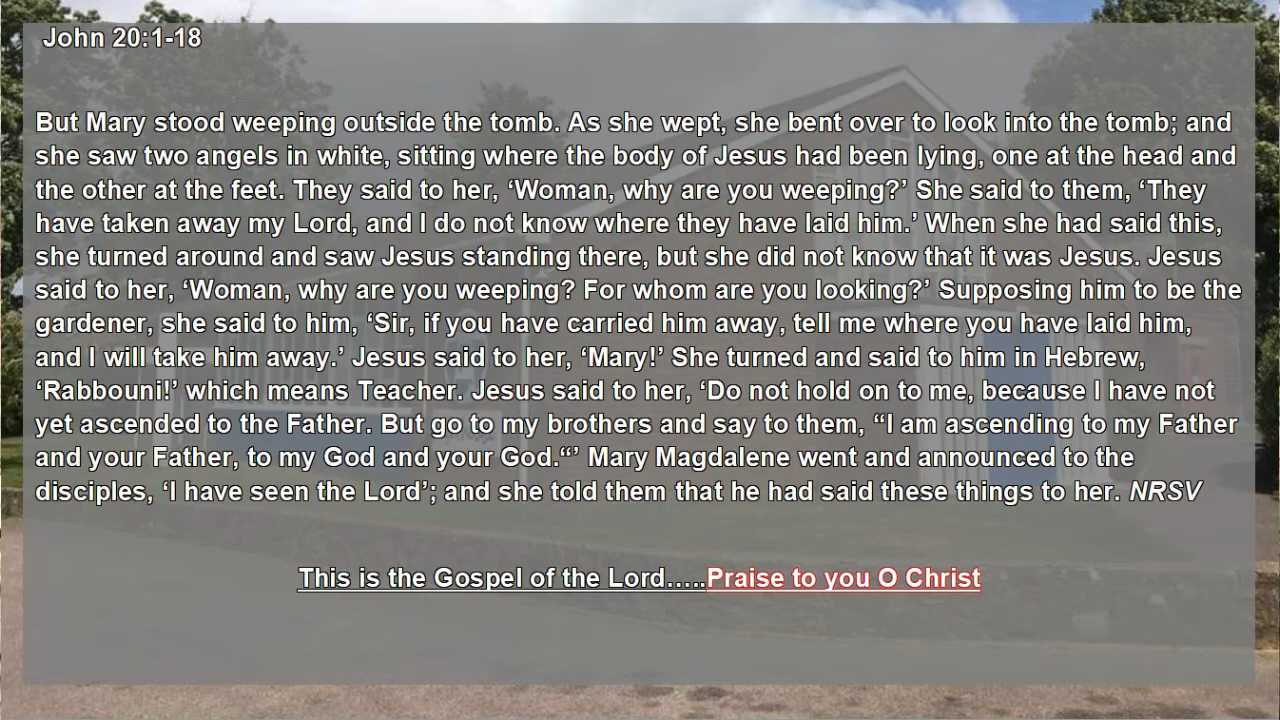 John 20:1-18
But Mary stood weeping outside the tomb. As she wept, she bent over to look into the tomb; and
she saw two angels in white, sitting where the body of Jesus had been lying, one at the head and
the other at the feet. They said to her, ‘Woman, why are you weeping?’ She said to them, ‘They
have taken away my Lord, and I do not know where they have laid him.’ When she had said this,
she turned around and saw Jesus standing there, but she did not know that it was Jesus. Jesus
said to her, ‘Woman, why are you weeping? For whom are you looking?’ Supposing him to be the
gardener, she said to him, ‘Sir, if you have carried him away, tell me where you have laid him,
and I will take him away.’ Jesus said to her, ‘Mary!’ She turned and said to him in Hebrew,
‘Rabbouni!’ which means Teacher. Jesus said to her, ‘Do not hold on to me, because I have not
yet ascended to the Father. But go to my brothers and say to them, “I am ascending to my Father
and your Father, to my God and your God.“’ Mary Magdalene went and announced to the
disciples, ‘I have seen the Lord’; and she told them that he had said these things to her. NRSV
This is the Gospel of the Lord…..Praise to you O Christ